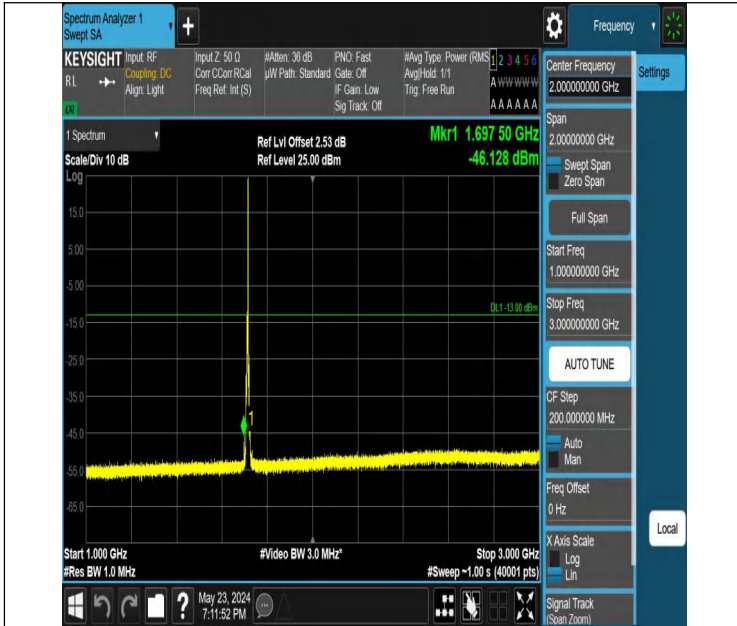 Spectrum Analyzer 1
Swept SA
+
Frequency
KEYSIGHT
RL
Input: RF
Coupling: DC
Align: Light
Input Z: 50 Ω
Corr CCorr RCal
Freq Ref: Int (S)
#Atten: 36 dB
µW Path: Standard
PNO: Fast
Gate: Off
IF Gain: Low
Sig Track: Off
#Avg Type: Power (RMS
Avg|Hold: 1/1
Trig: Free Run
1 2 3 4 5 6
A W W W W W
A A A A A A
1 Spectrum
Scale/Div 10 dB
Log
Ref Lvl Offset 2.53 dB
Ref Level 25.00 dBm
Mkr1 1.697 50 GHz
-46.128 dBm
15.0
5.00
-5.00
DL1 -13.00 dBm
-15.0
-25.0
-35.0
1
-45.0
-55.0
-65.0
Start 1.000 GHz
#Res BW 1.0 MHz
#Video BW 3.0 MHz*
Stop 3.000 GHz
#Sweep ~1.00 s (40001 pts)
?
May 23, 2024
7:11:52 PM
Center Frequency
2.000000000 GHz
Settings
Span
2.00000000 GHz
Swept Span
Zero Span
Full Span
Start Freq
1.000000000 GHz
Stop Freq
3.000000000 GHz
AUTO TUNE
CF Step
200.000000 MHz
Auto
Man
Freq Offset
0 Hz
X Axis Scale
Log
Lin
Local
Signal Track
(Span Zoom)